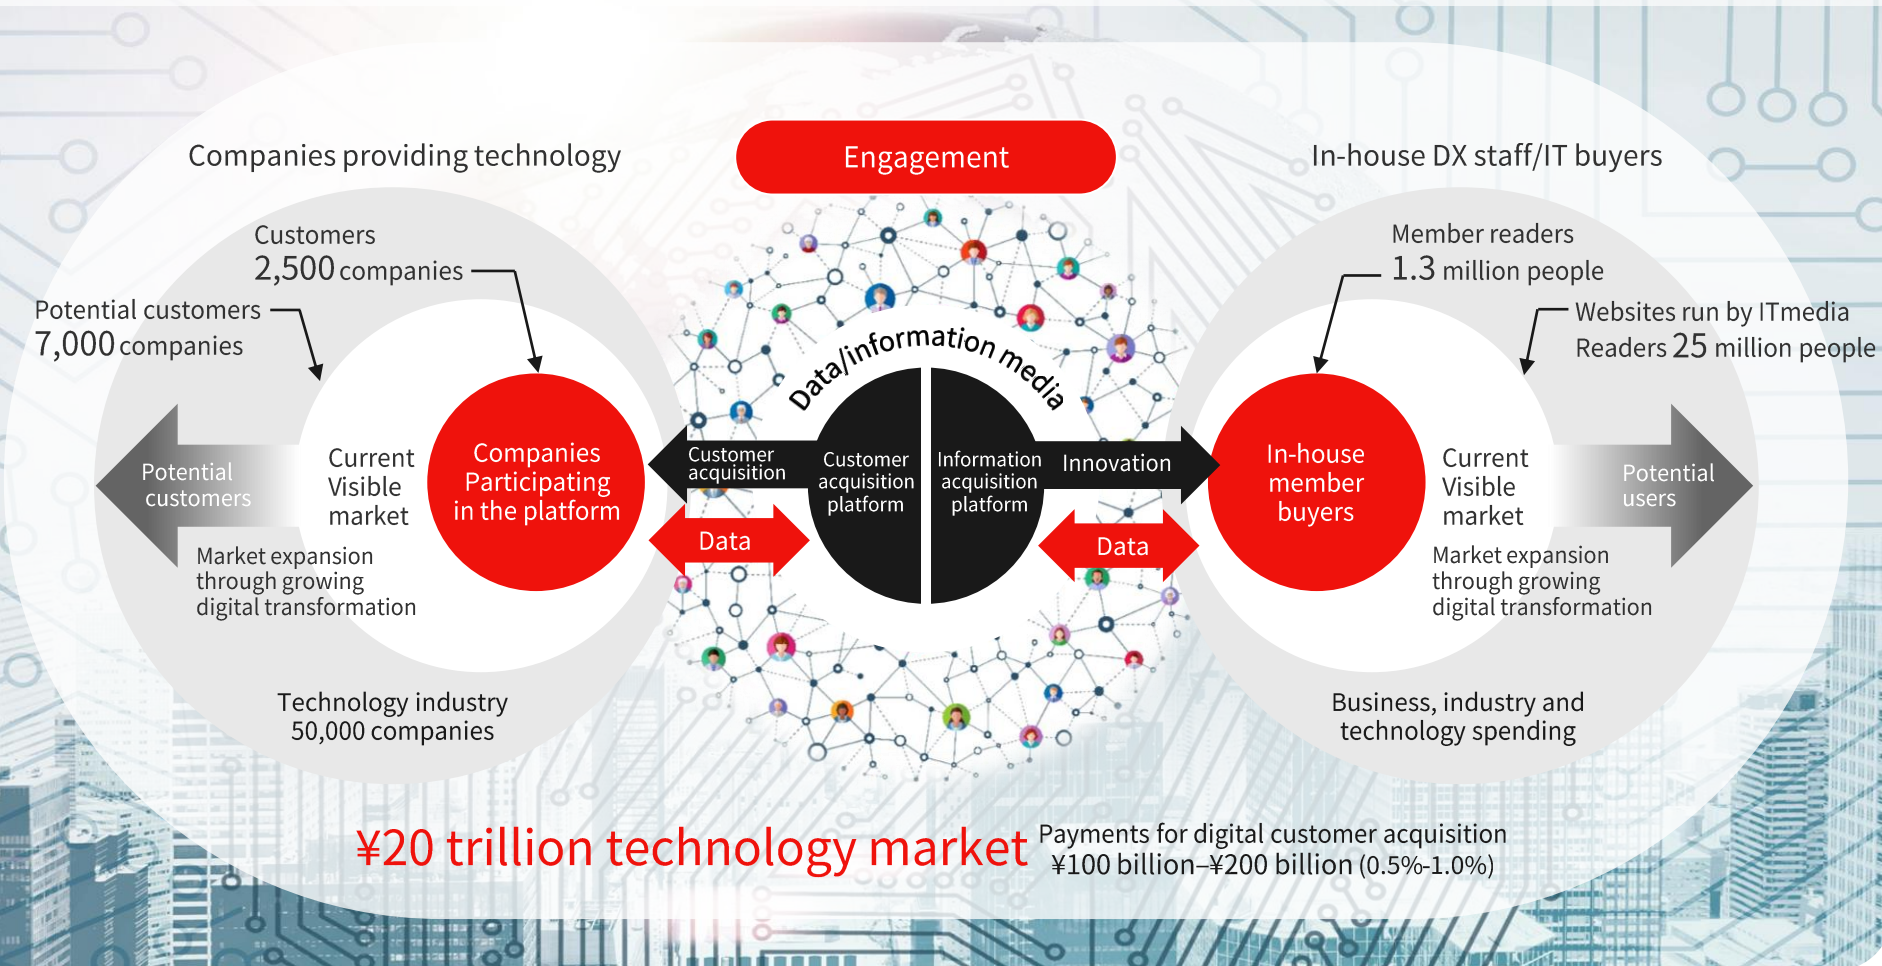 Companies providing technology
Engagement
In-house DX staff/IT buyers
Customers
2,500 companies
Potential customers
7,000 companies
Member readers
1.3 million people
Websites run by ITmedia
Readers 25 million people
Data/information media
Potential
customers
Current
Visible
market
Companies
Participating
in the platform
Customer
acquisition
Customer
acquisition
platform
Information
acquisition
platform
Innovation
In-house
member
buyers
Current
Visible
market
Potential
users
Data
Data
Market expansion
through growing
digital transformation
Market expansion
through growing
digital transformation
Technology industry
50,000 companies
Business, industry and
technology spending
¥20 trillion technology market
Payments for digital customer acquisition
¥100 billion–¥200 billion (0.5%-1.0%)